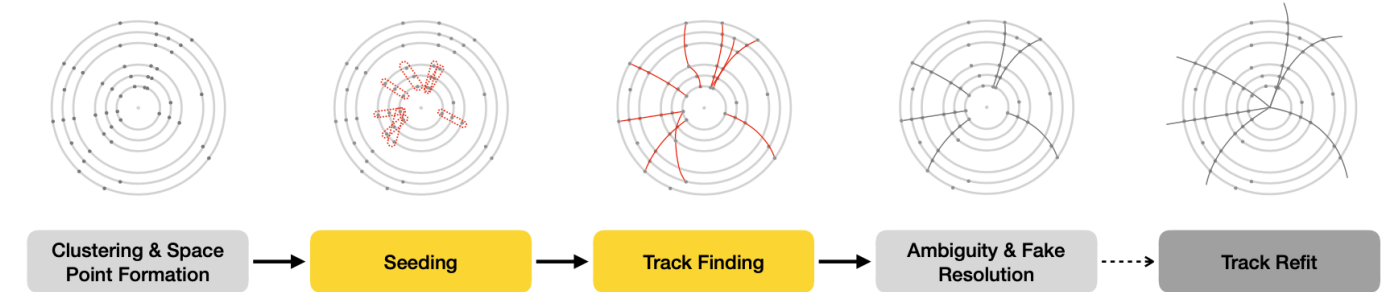 Clustering & Space
Point Formation
Seeding
Track Finding
Ambiguity & Fake
Resolution
Track Refit